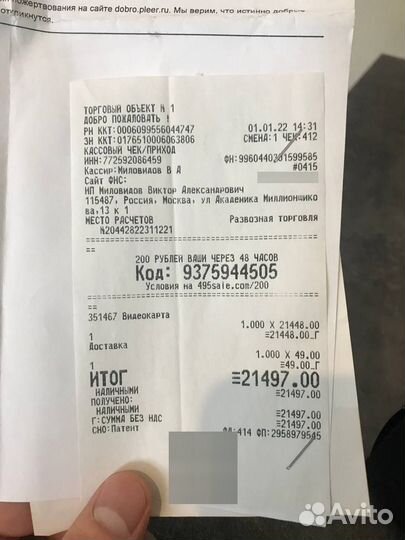 пожертвования на сайте dobro.pleer.ru. Мы верим, что истинно добрые
откликнутся.
ТОРГОВЫЙ ОБЪЕКТ N 1
ДОБРО ПОЖАЛОВАТЬ !
РН ККТ:0006099556044747 01.01.22 14:31
ЗН ККТ:0176510006063806 СМЕНА:1 ЧЕК:412
КАССОВЫЙ ЧЕК/ПРИХОД
ИНН:772592086459 ФН:9960440301599585
Кассир:Миловидов В А #0415
Сайт ФНС:
ИП Миловидов Виктор Александрович
115487, Россия, Москва, ул Академика Миллионщико
ва,13 к 1
МЕСТО РАСЧЕТОВ Развозная торговля
N20442822311221
==
200 РУБЛЕЙ ВАШИ ЧЕРЕЗ 48 ЧАСОВ
Код: 9375944505
Условия на 495sale.com/200
==
351467 Видеокарта
1.000 X 21448.00
1 ≡21448.00_Г
Доставка
1.000 X 49.00
1 ≡49.00_Г
ИТОГ ≡21497.00
НАЛИЧНЫМИ ≡21497.00
ПОЛУЧЕНО:
НАЛИЧНЫМИ ≡21497.00
Г:СУММА БЕЗ НДС ≡21497.00
СНО:Патент ФД:414 ФП:2958979545
Avito